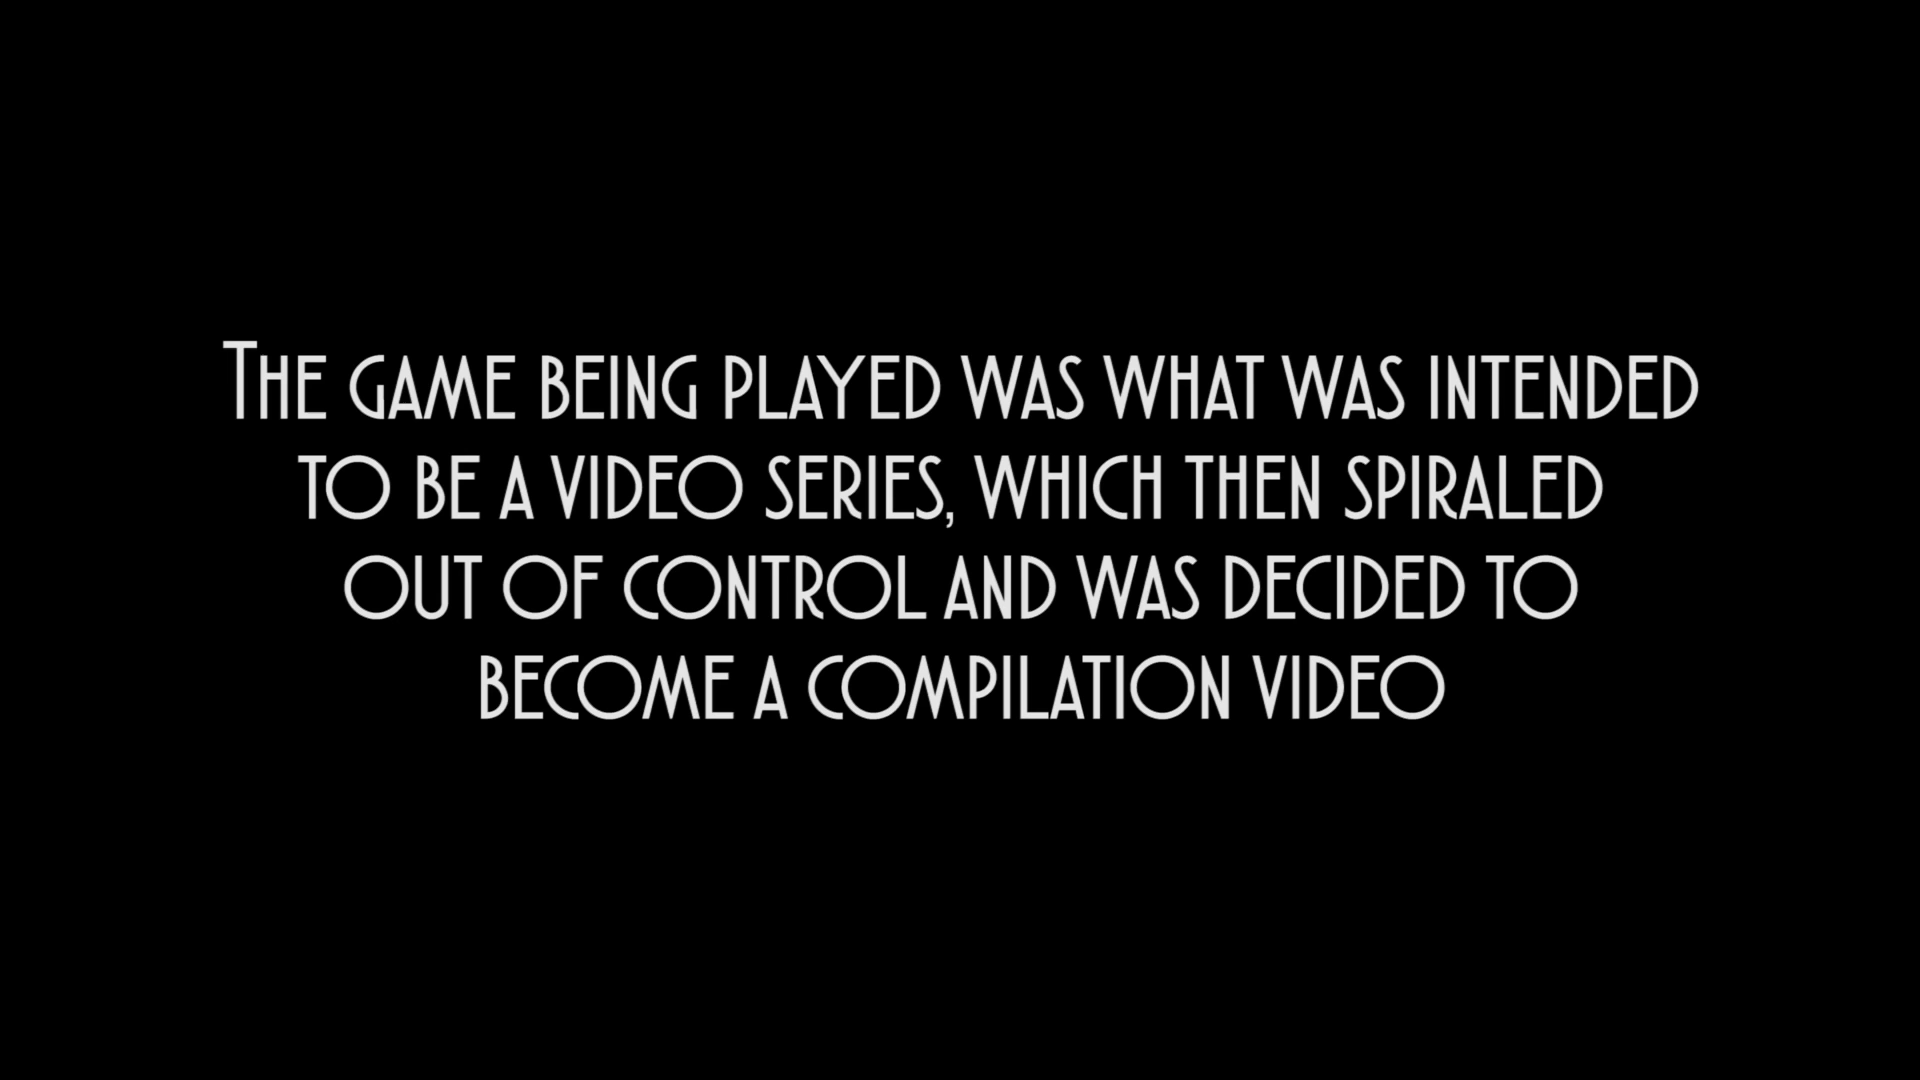 The game being played was what was intended
to be a video series, which then spiraled
out of control and was decided to
become a compilation video